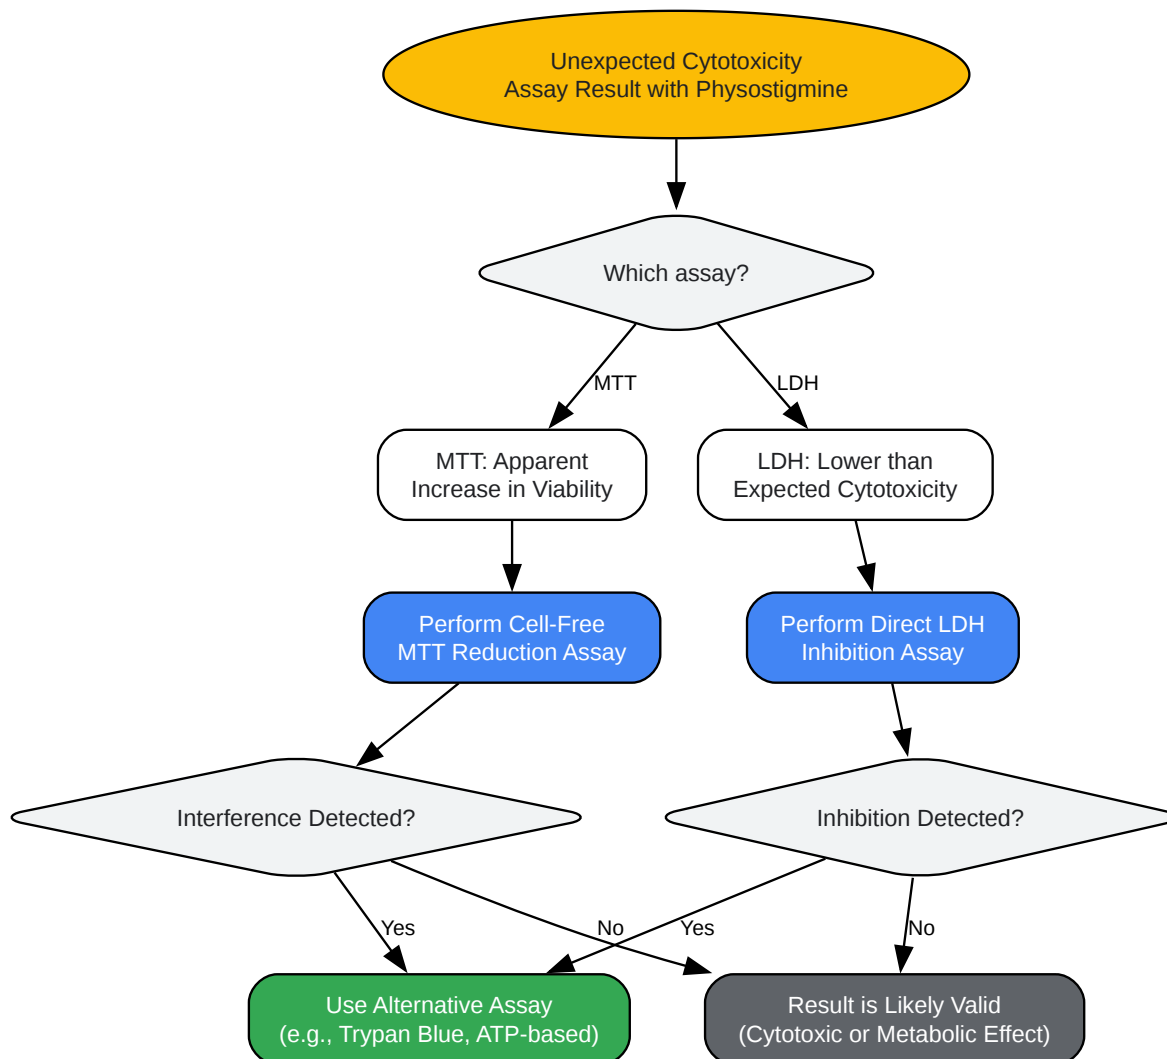 Unexpected Cytotoxicity
Assay Result with Physostigmine
Which assay?
MTT
LDH
MTT: Apparent
Increase in Viability
LDH: Lower than
Expected Cytotoxicity
Perform Cell-Free
MTT Reduction Assay
Perform Direct LDH
Inhibition Assay
Interference Detected?
Inhibition Detected?
Yes
No
Yes
No
Use Alternative Assay
(e.g., Trypan Blue, ATP-based)
Result is Likely Valid
(Cytotoxic or Metabolic Effect)